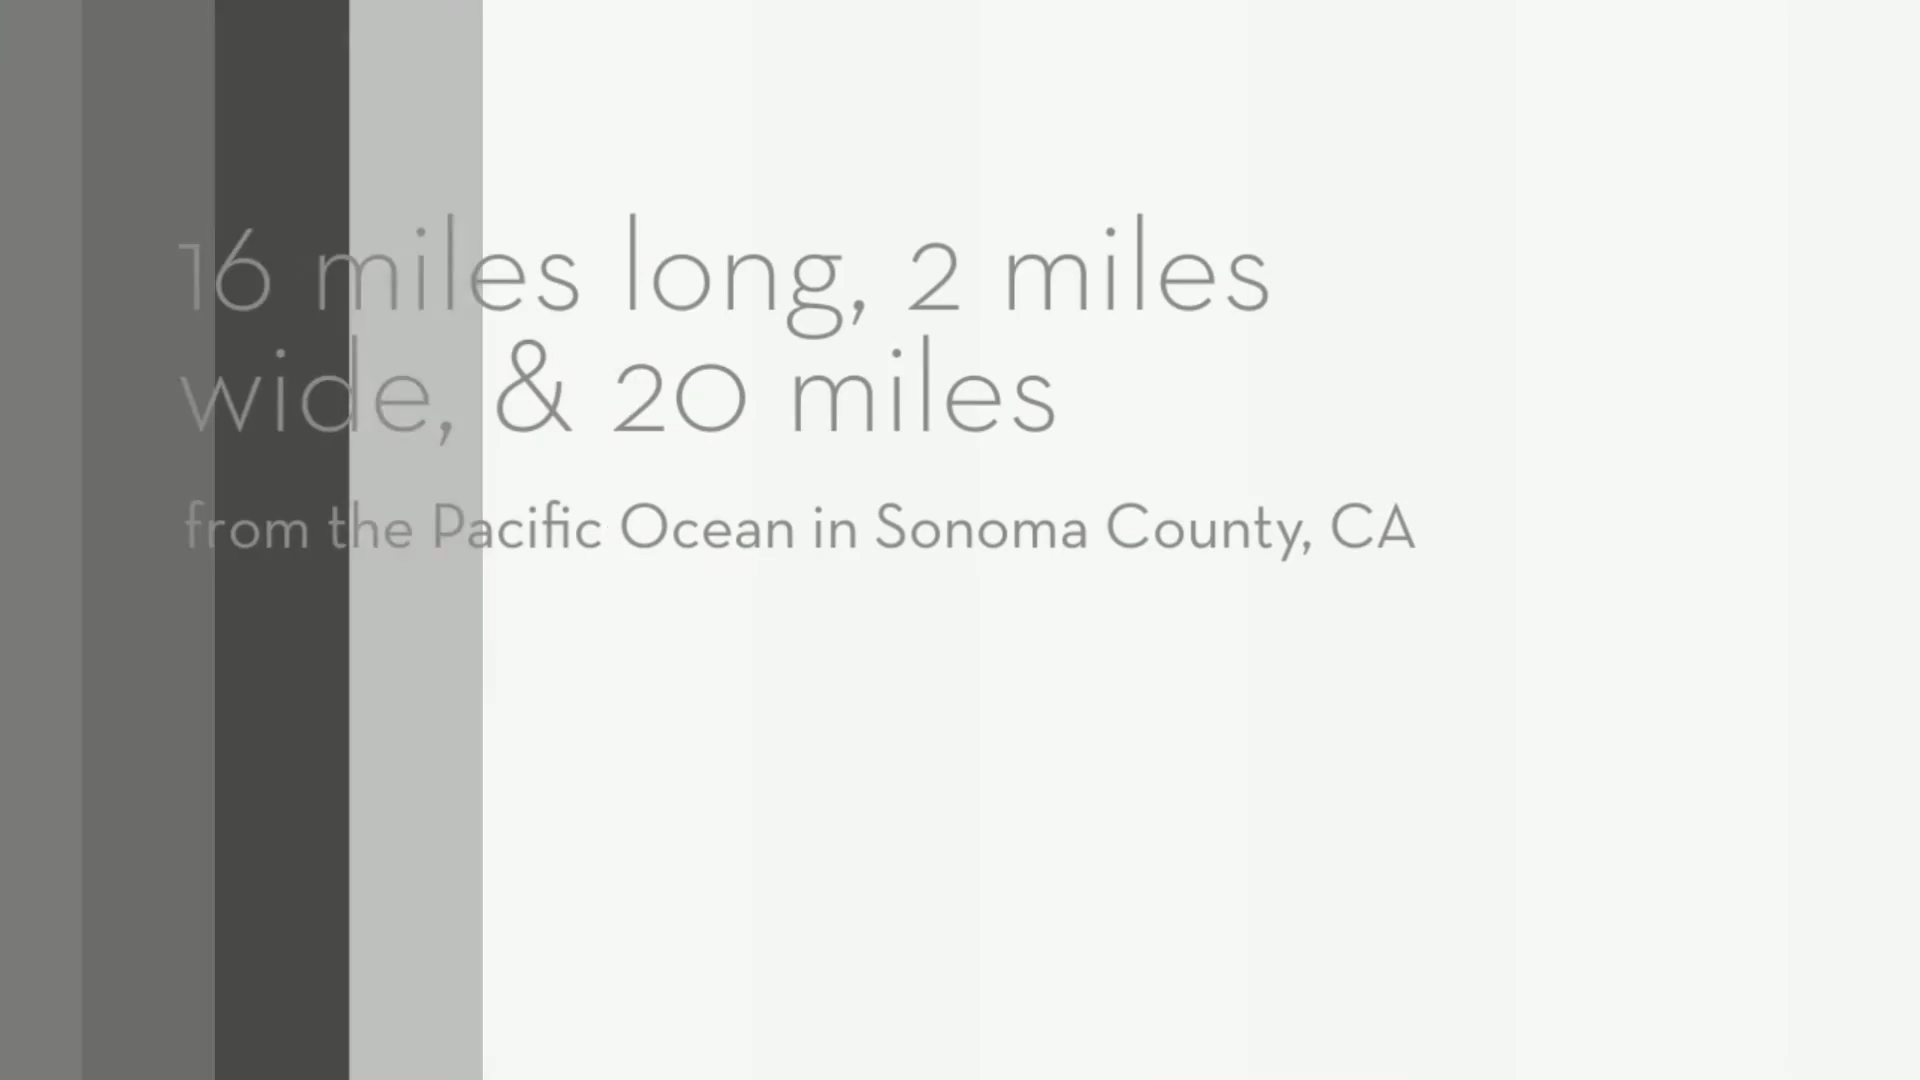 16 miles long, 2 miles
wide, & 20 miles
from the Pacific Ocean in Sonoma County, CA